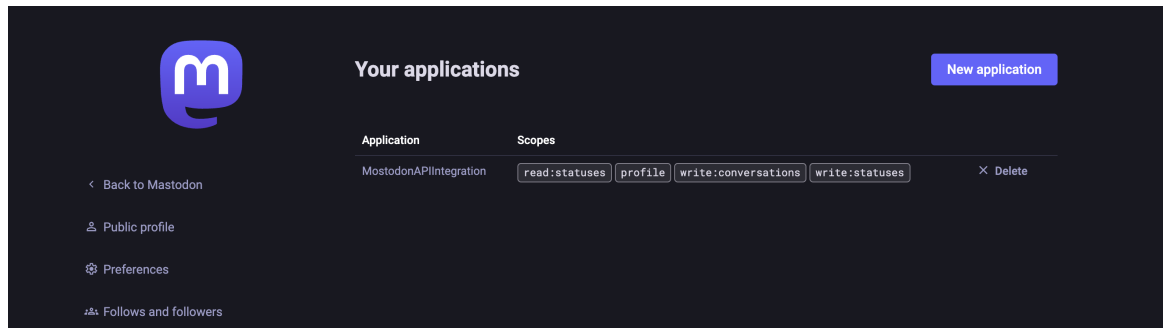 Your applications
New application
Application Scopes
MostodonAPIIntegration read:statuses profile write:conversations write:statuses Delete
Back to Mastodon
Public profile
Preferences
Follows and followers